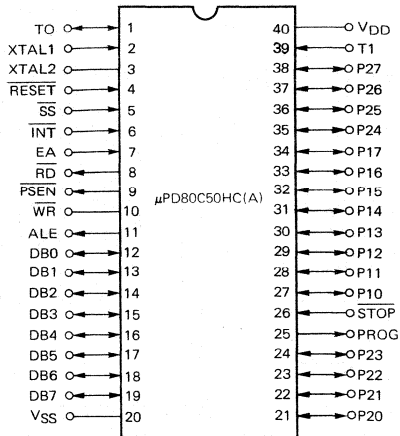 TO 1 40 VDD
XTAL1 2 39 T1
XTAL2 3 38 P27
RESET 4 37 P26
SS 5 36 P25
INT 6 35 P24
EA 7 34 P17
RD 8 33 P16
PSEN 9 32 P15
μPD80C50HC(A)
WR 10 31 P14
ALE 11 30 P13
DB0 12 29 P12
DB1 13 28 P11
DB2 14 27 P10
DB3 15 26 STOP
DB4 16 25 PROG
DB5 17 24 P23
DB6 18 23 P22
DB7 19 22 P21
VSS 20 21 P20